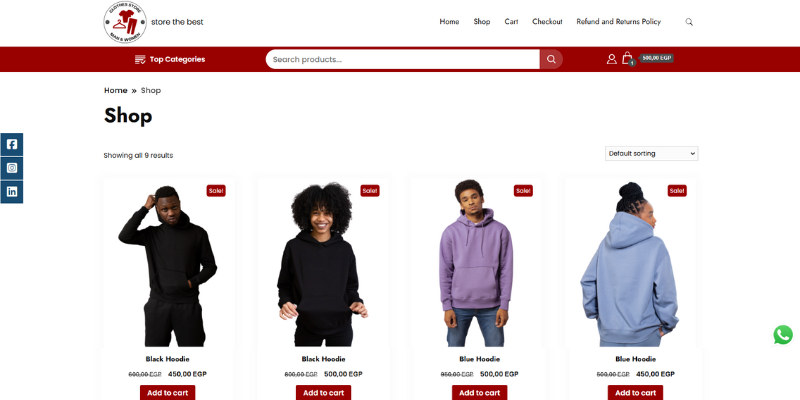 CLOTHES STORE
MAN & WOMEN
store the best
Home
Shop
Cart
Checkout
Refund and Returns Policy
Top Categories
Search products...
1
500,00 EGP
Home » Shop
Shop
Showing all 9 results
Default sorting
Sale!
Sale!
Sale!
Sale!
Black Hoodie
600,00 EGP 450,00 EGP
Add to cart
Black Hoodie
800,00 EGP 500,00 EGP
Add to cart
Blue Hoodie
950,00 EGP 500,00 EGP
Add to cart
Blue Hoodie
500,00 EGP 450,00 EGP
Add to cart